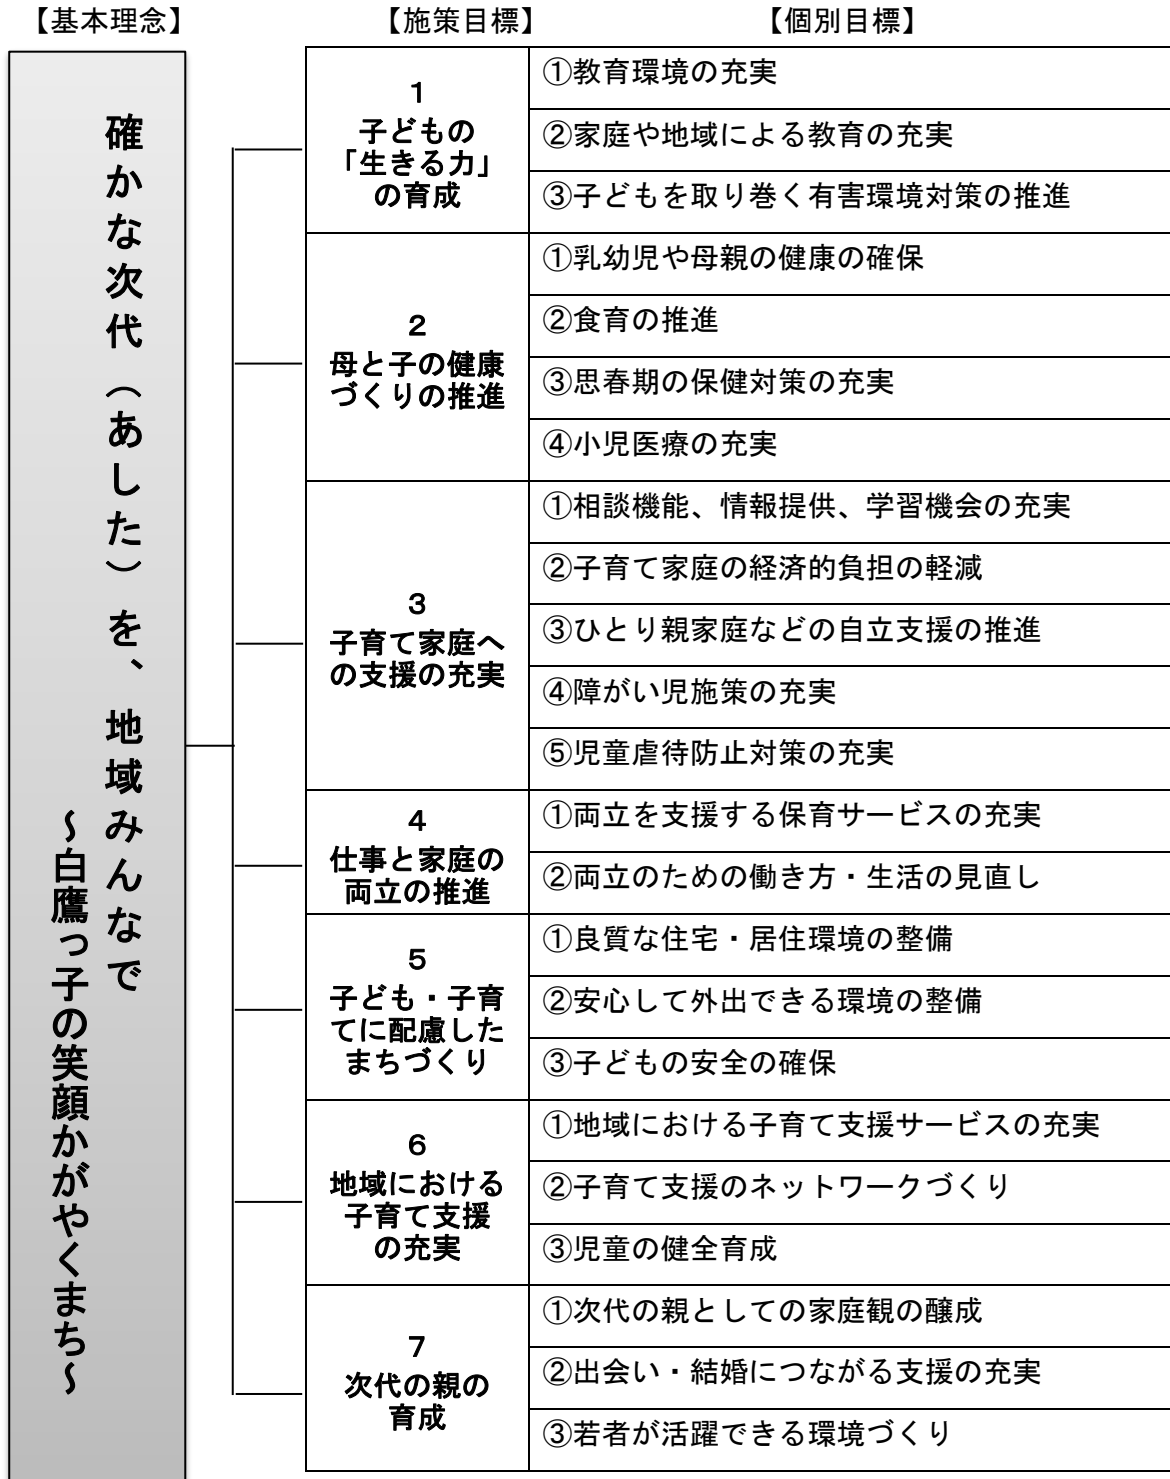 【基本理念】
【施策目標】
【個別目標】
確かな次代（あした）を、地域みんなで
～白鷹っ子の笑顔かがやくまち～
１
子どもの
「生きる力」
の育成
①教育環境の充実
②家庭や地域による教育の充実
③子どもを取り巻く有害環境対策の推進
２
母と子の健康
づくりの推進
①乳幼児や母親の健康の確保
②食育の推進
③思春期の保健対策の充実
④小児医療の充実
３
子育て家庭へ
の支援の充実
①相談機能、情報提供、学習機会の充実
②子育て家庭の経済的負担の軽減
③ひとり親家庭などの自立支援の推進
④障がい児施策の充実
⑤児童虐待防止対策の充実
４
仕事と家庭の
両立の推進
①両立を支援する保育サービスの充実
②両立のための働き方・生活の見直し
５
子ども・子育
てに配慮した
まちづくり
①良質な住宅・居住環境の整備
②安心して外出できる環境の整備
③子どもの安全の確保
６
地域における
子育て支援
の充実
①地域における子育て支援サービスの充実
②子育て支援のネットワークづくり
③児童の健全育成
７
次代の親の
育成
①次代の親としての家庭観の醸成
②出会い・結婚につながる支援の充実
③若者が活躍できる環境づくり